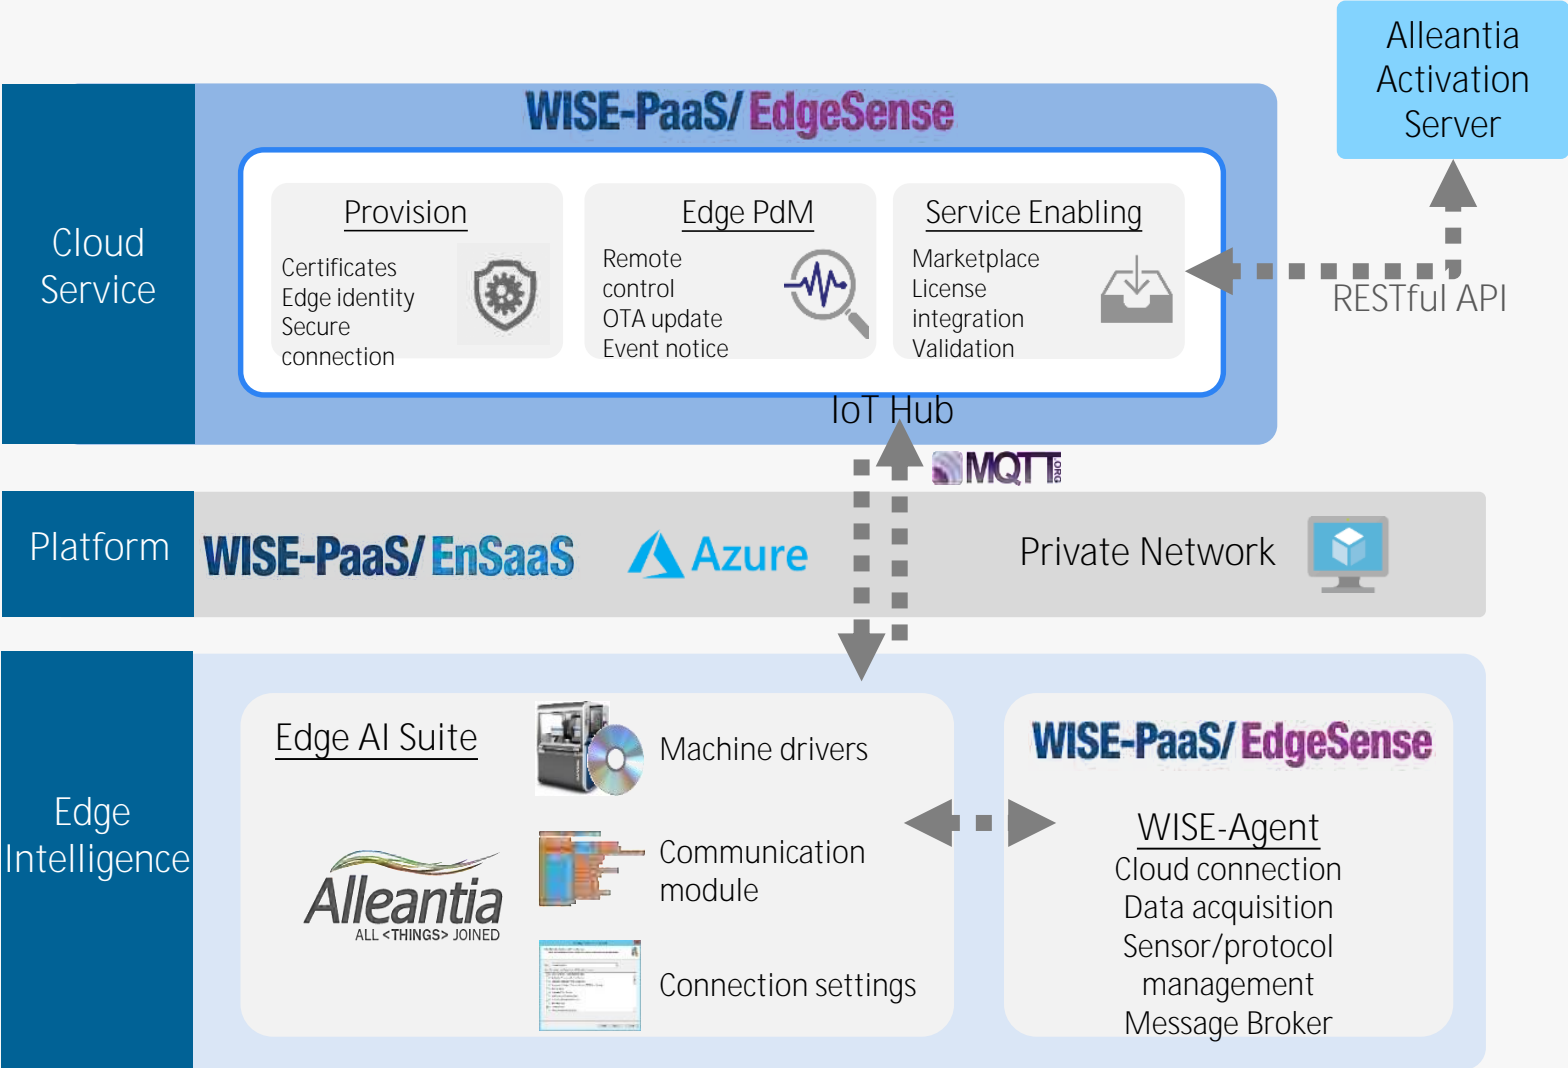 Alleantia
Activation
Server
WISE-PaaS/EdgeSense
Cloud
Service
Provision
Certificates
Edge identity
Secure
connection
Edge PdM
Remote
control
OTA update
Event notice
Service Enabling
Marketplace
License
integration
Validation
RESTful API
IoT Hub
MQTT.ORG
Platform
WISE-PaaS/EnSaaS
Azure
Private Network
Edge
Intelligence
Edge AI Suite
Alleantia
ALL <THINGS> JOINED
Machine drivers
Communication
module
Connection settings
WISE-PaaS/EdgeSense
WISE-Agent
Cloud connection
Data acquisition
Sensor/protocol
management
Message Broker